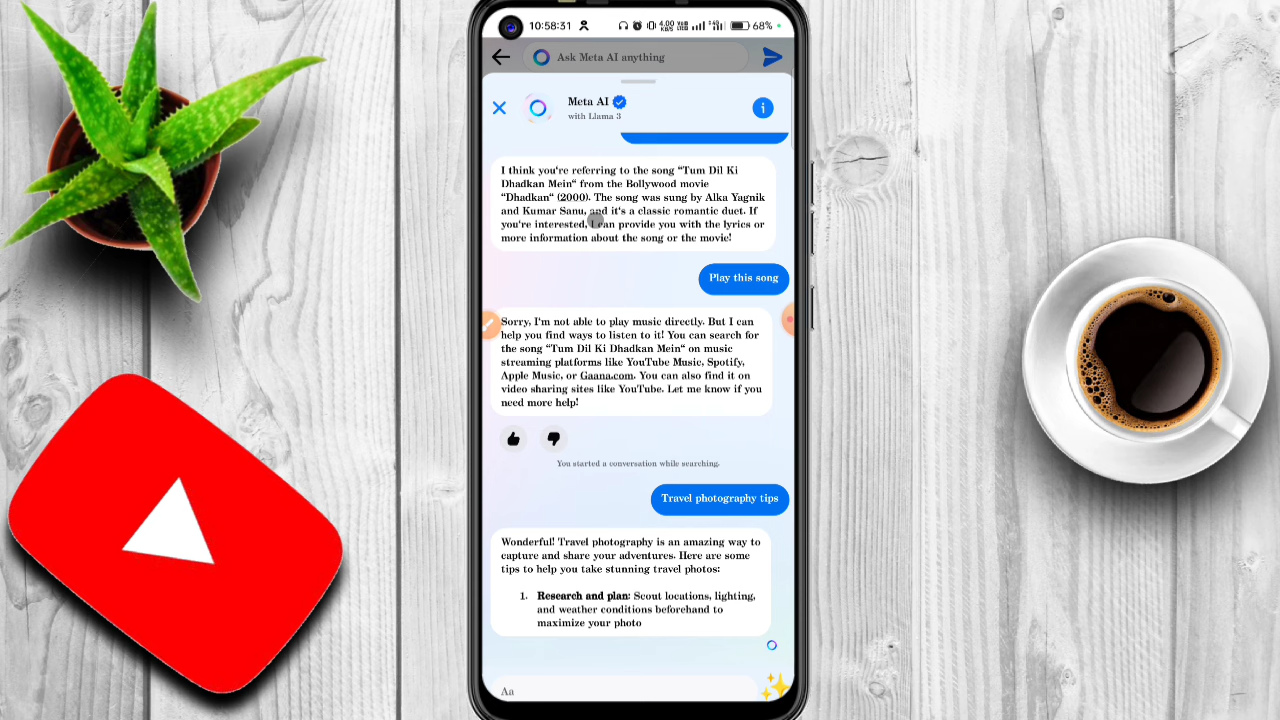 10:58:31
4.00 KB/S
68%
Ask Meta AI anything
Meta AI
with Llama 3
I think you're referring to the song "Tum Dil Ki
Dhadkan Mein" from the Bollywood movie
"Dhadkan" (2000). The song was sung by Alka Yagnik
and Kumar Sanu, and it's a classic romantic duet. If
you're interested, I can provide you with the lyrics or
more information about the song or the movie!
Play this song
Sorry, I'm not able to play music directly. But I can
help you find ways to listen to it! You can search for
the song "Tum Dil Ki Dhadkan Mein" on music
streaming platforms like YouTube Music, Spotify,
Apple Music, or Gaana.com. You can also find it on
video sharing sites like YouTube. Let me know if you
need more help!
You started a conversation while searching.
Travel photography tips
Wonderful! Travel photography is an amazing way to
capture and share your adventures. Here are some
tips to help you take stunning travel photos:
1. Research and plan: Scout locations, lighting,
and weather conditions beforehand to
maximize your photo
Aa